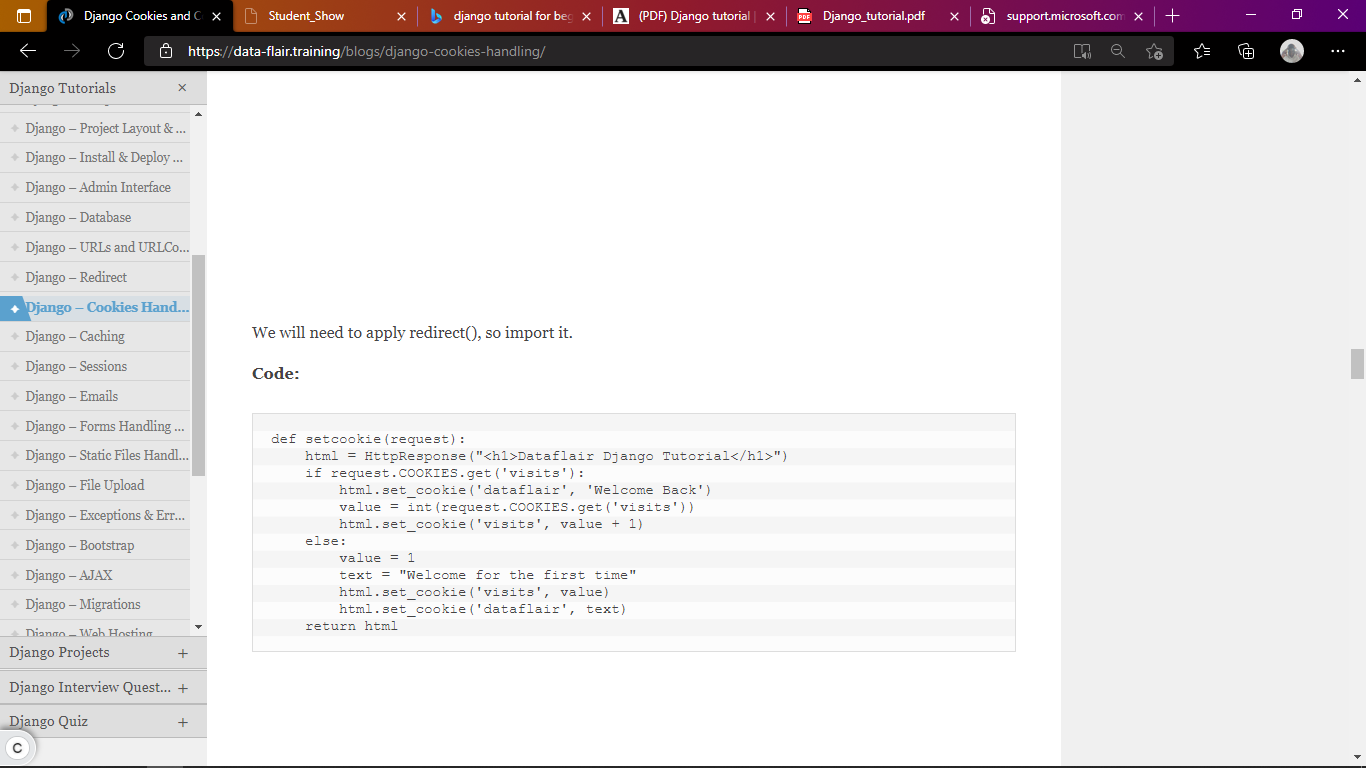 Django Cookies and C
Student_Show
django tutorial for beg
A (PDF) Django tutorial |
PDF Django_tutorial.pdf
support.microsoft.com
https://data-flair.training/blogs/django-cookies-handling/
Django Tutorials
Django – Project Layout & ...
Django – Install & Deploy ...
Django – Admin Interface
Django – Database
Django – URLs and URLCo...
Django – Redirect
Django – Cookies Hand...
Django – Caching
Django – Sessions
Django – Emails
Django – Forms Handling ...
Django – Static Files Handl...
Django – File Upload
Django – Exceptions & Err...
Django – Bootstrap
Django – AJAX
Django – Migrations
Django – Web Hosting
Django Projects +
Django Interview Quest... +
Django Quiz +
C
We will need to apply redirect(), so import it.
Code:
def setcookie(request):
    html = HttpResponse("<h1>Dataflair Django Tutorial</h1>")
    if request.COOKIES.get('visits'):
        html.set_cookie('dataflair', 'Welcome Back')
        value = int(request.COOKIES.get('visits'))
        html.set_cookie('visits', value + 1)
    else:
        value = 1
        text = "Welcome for the first time"
        html.set_cookie('visits', value)
        html.set_cookie('dataflair', text)
    return html